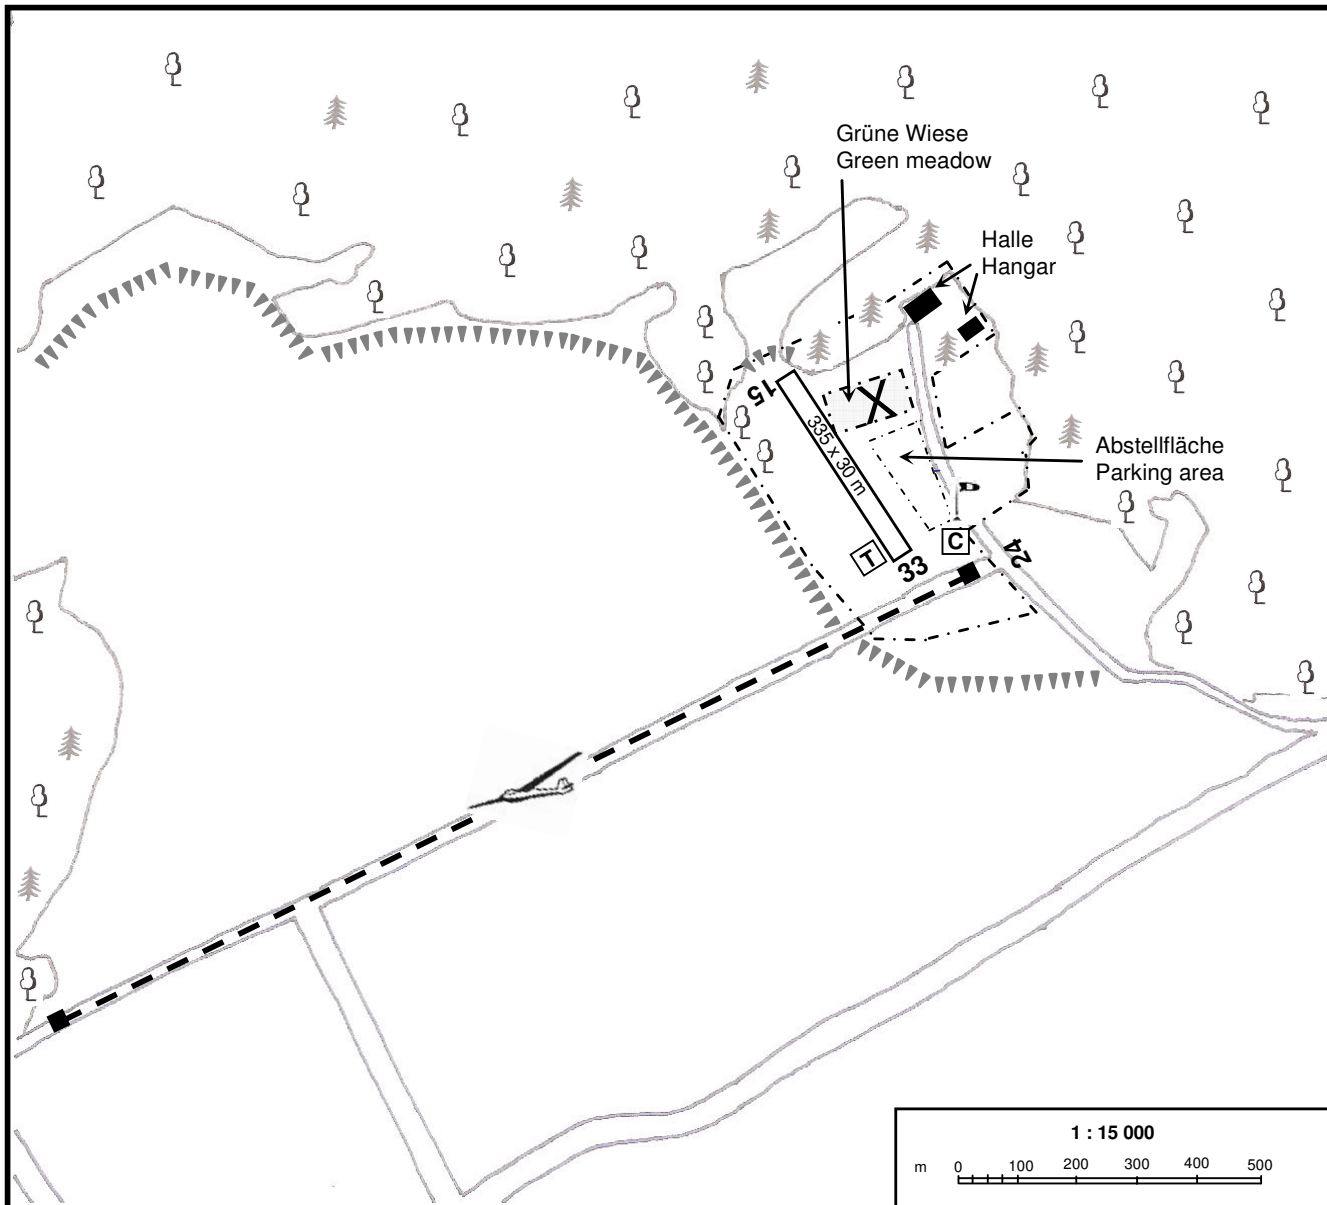 Grüne Wiese
Green meadow
Halle
Hangar
15
335 x 30 m
X
Abstellfläche
Parking area
C
24
T
33
1 : 15 000
m 0 100 200 300 400 500